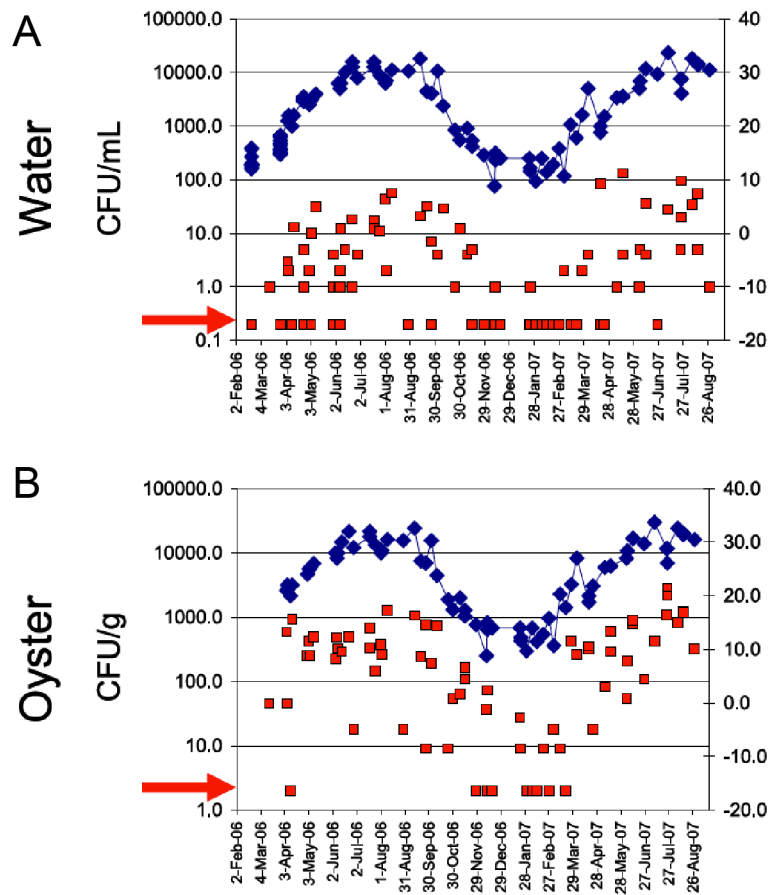 A
Water
CFU/mL
100000.0
10000.0
1000.0
100.0
10.0
1.0
0.1
40
30
20
10
0
-10
-20
2-Feb-06
4-Mar-06
3-Apr-06
3-May-06
2-Jun-06
2-Jul-06
1-Aug-06
31-Aug-06
30-Sep-06
30-Oct-06
29-Nov-06
29-Dec-06
28-Jan-07
27-Feb-07
29-Mar-07
28-Apr-07
28-May-07
27-Jun-07
27-Jul-07
26-Aug-07
B
Oyster
CFU/g
100000.0
10000.0
1000.0
100.0
10.0
1.0
40.0
30.0
20.0
10.0
0.0
-10.0
-20.0
2-Feb-06
4-Mar-06
3-Apr-06
3-May-06
2-Jun-06
2-Jul-06
1-Aug-06
31-Aug-06
30-Sep-06
30-Oct-06
29-Nov-06
29-Dec-06
28-Jan-07
27-Feb-07
29-Mar-07
28-Apr-07
28-May-07
27-Jun-07
27-Jul-07
26-Aug-07